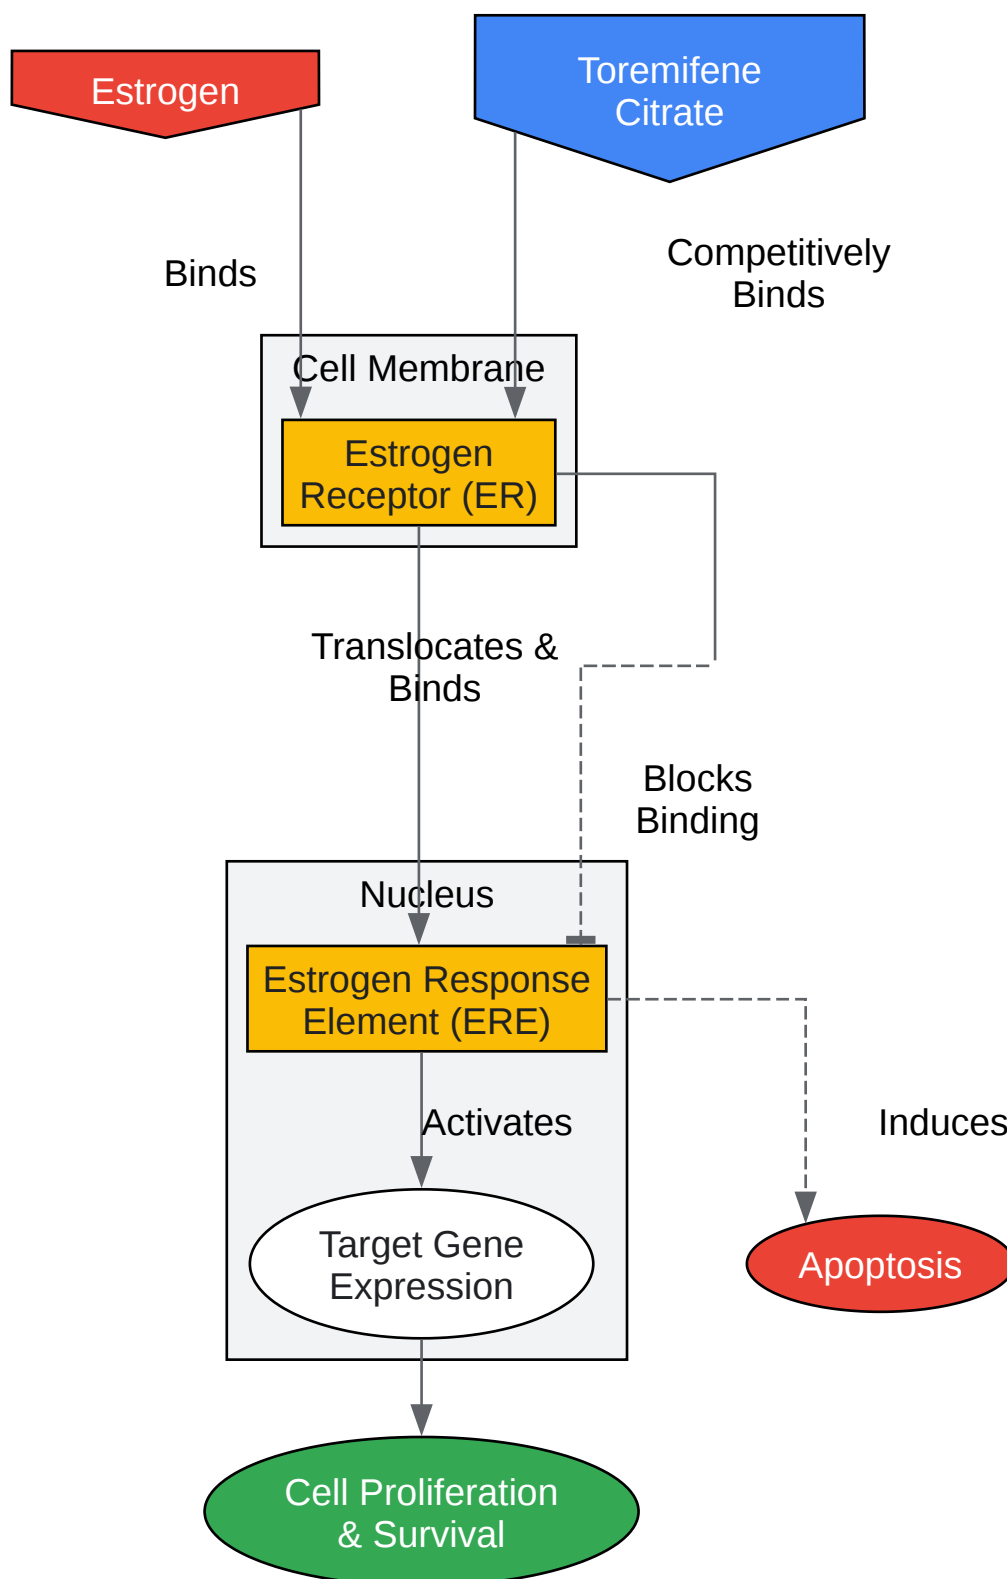 Estrogen
Toremifene
Citrate
Binds
Competitively
Binds
Cell Membrane
Estrogen
Receptor (ER)
Translocates &
Binds
Blocks
Binding
Nucleus
Estrogen Response
Element (ERE)
Activates
Induces
Target Gene
Expression
Apoptosis
Cell Proliferation
& Survival